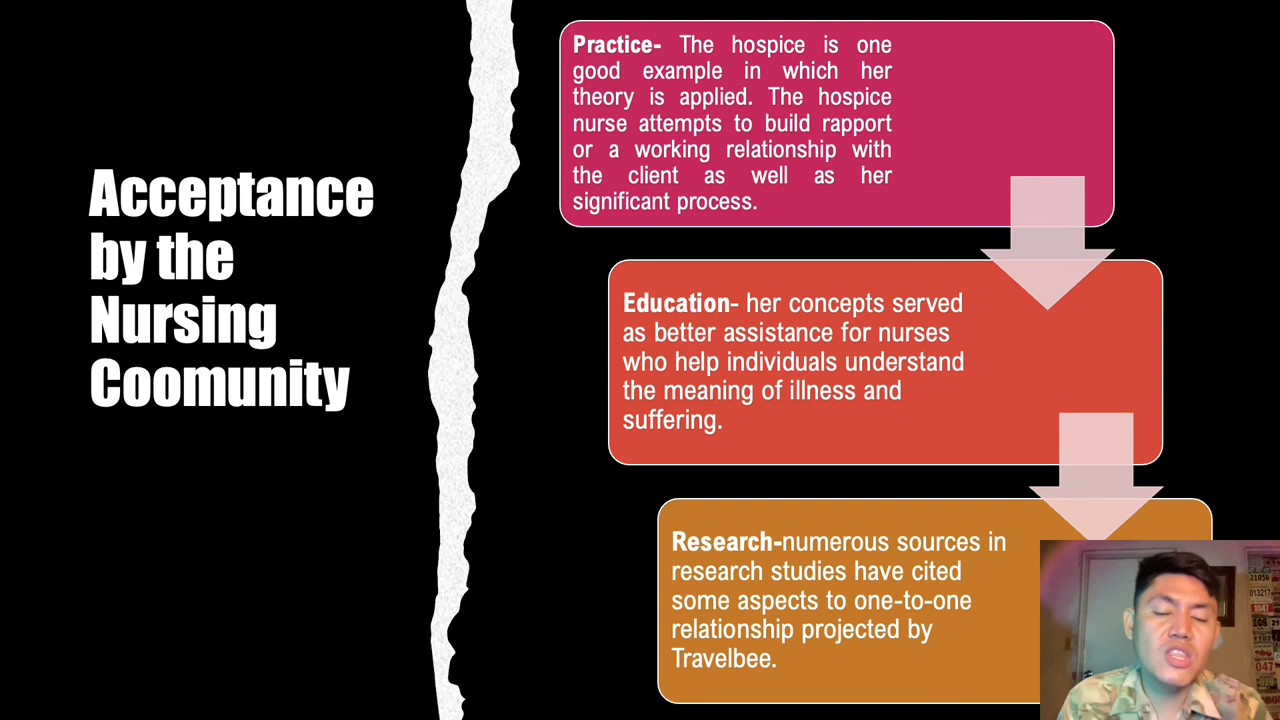 Acceptance
by the
Nursing
Coomunity
Practice- The hospice is one
good example in which her
theory is applied. The hospice
nurse attempts to build rapport
or a working relationship with
the client as well as her
significant process.
Education- her concepts served
as better assistance for nurses
who help individuals understand
the meaning of illness and
suffering.
Research-numerous sources in
research studies have cited
some aspects to one-to-one
relationship projected by
Travelbee.
013217
1047
047